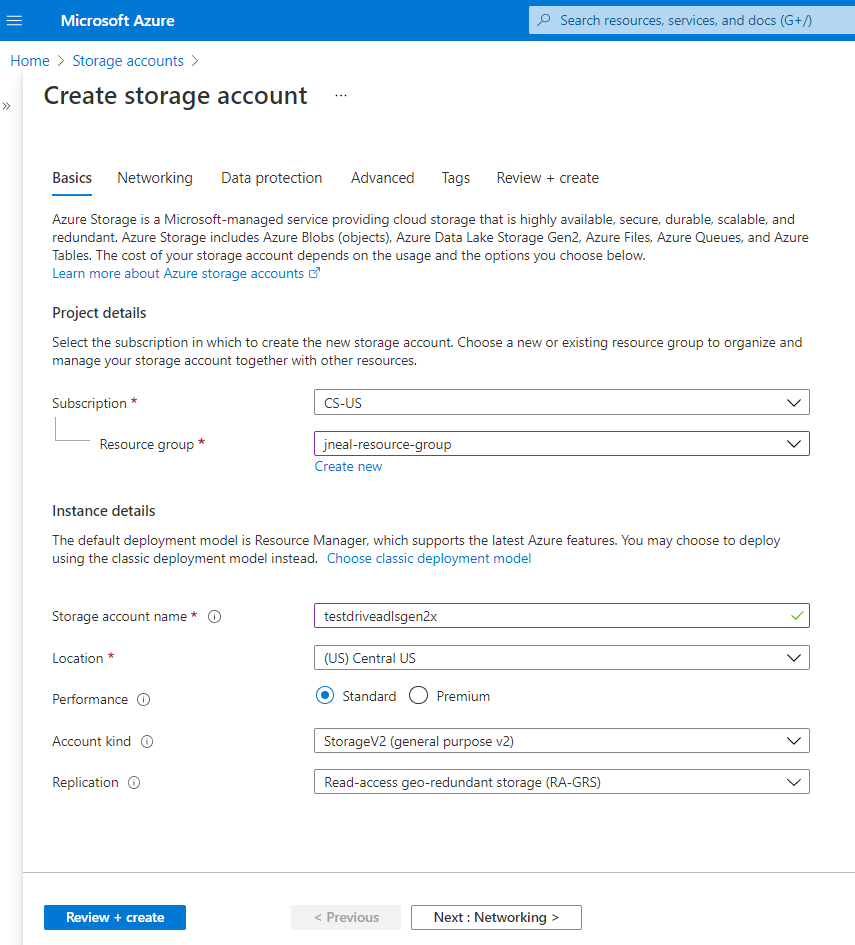 Microsoft Azure
Search resources, services, and docs (G+/)
Home > Storage accounts >
»
Create storage account ...
Basics Networking Data protection Advanced Tags Review + create
Azure Storage is a Microsoft-managed service providing cloud storage that is highly available, secure, durable, scalable, and
redundant. Azure Storage includes Azure Blobs (objects), Azure Data Lake Storage Gen2, Azure Files, Azure Queues, and Azure
Tables. The cost of your storage account depends on the usage and the options you choose below.
Learn more about Azure storage accounts
Project details
Select the subscription in which to create the new storage account. Choose a new or existing resource group to organize and
manage your storage account together with other resources.
Subscription * CS-US
Resource group * jneal-resource-group
Create new
Instance details
The default deployment model is Resource Manager, which supports the latest Azure features. You may choose to deploy
using the classic deployment model instead. Choose classic deployment model
Storage account name * testdriveadlsgen2x
Location * (US) Central US
Performance Standard Premium
Account kind StorageV2 (general purpose v2)
Replication Read-access geo-redundant storage (RA-GRS)
Review + create < Previous Next : Networking >